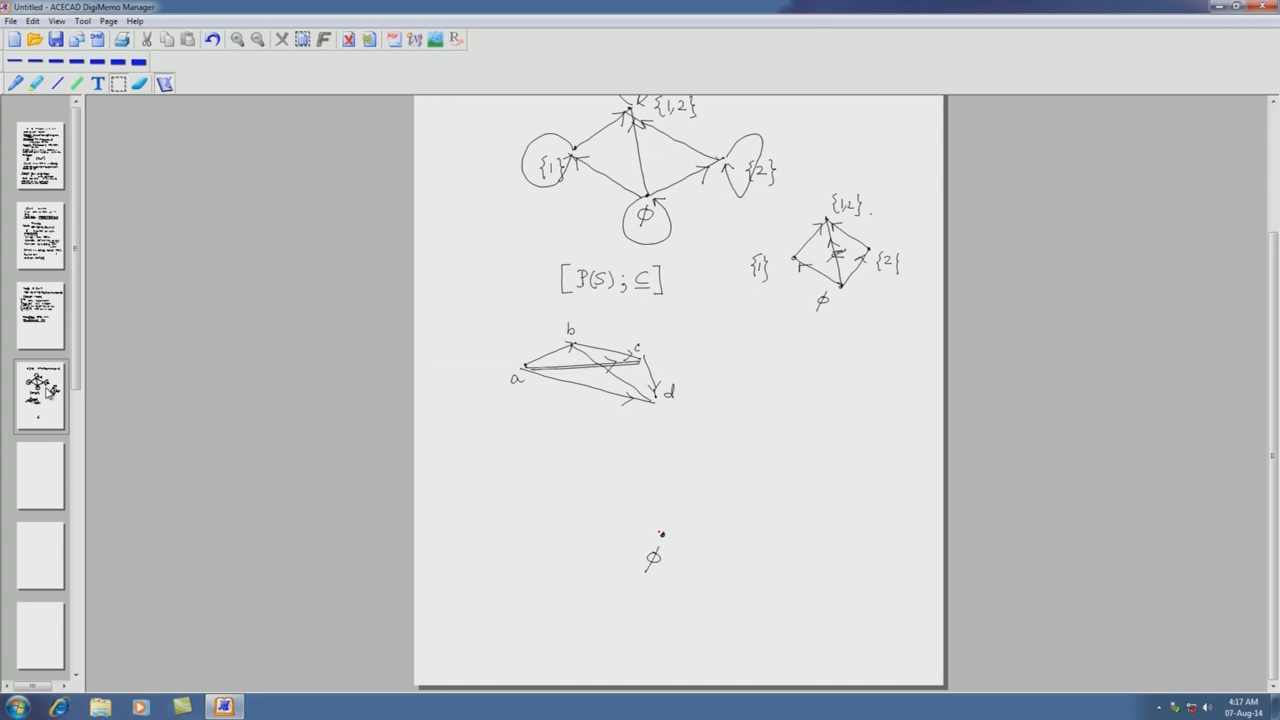 Untitled - ACECAD DigiMemo Manager
File Edit View Tool Page Help
{1,2}
{1} {2}
ϕ
{1,2}.
{1} {2}
ϕ
[P(S) ; ⊆]
b
c
a
d
ϕ
4:17 AM
07-Aug-14